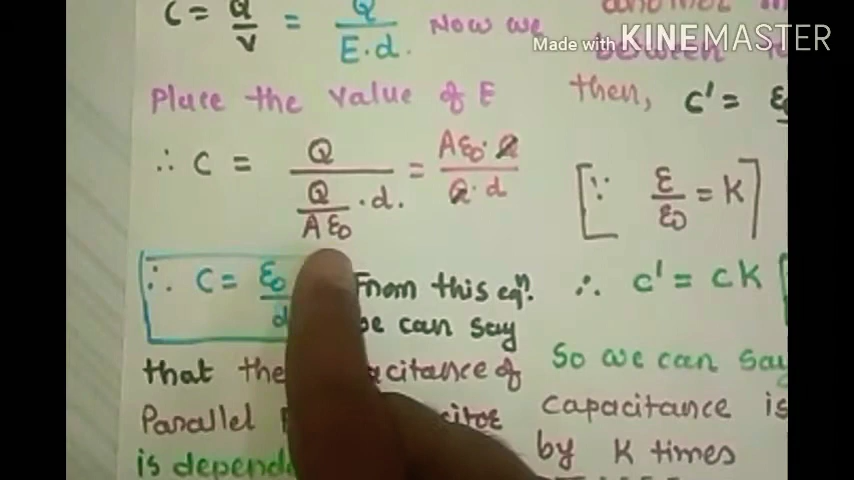 C = Q/V = Q/E·d. Now we
Place the value of E
∴ C = Q/(Q/Aε0 · d.) = Aε0·Q/Q·d
∴ C = ε0/d From this eqn.
can say
that the
Parallel
is
then, C' =
[∵ ε/ε0 = K]
∴ C' = CK
So we can say
capacitance is
by K times
Made with KINEMASTER